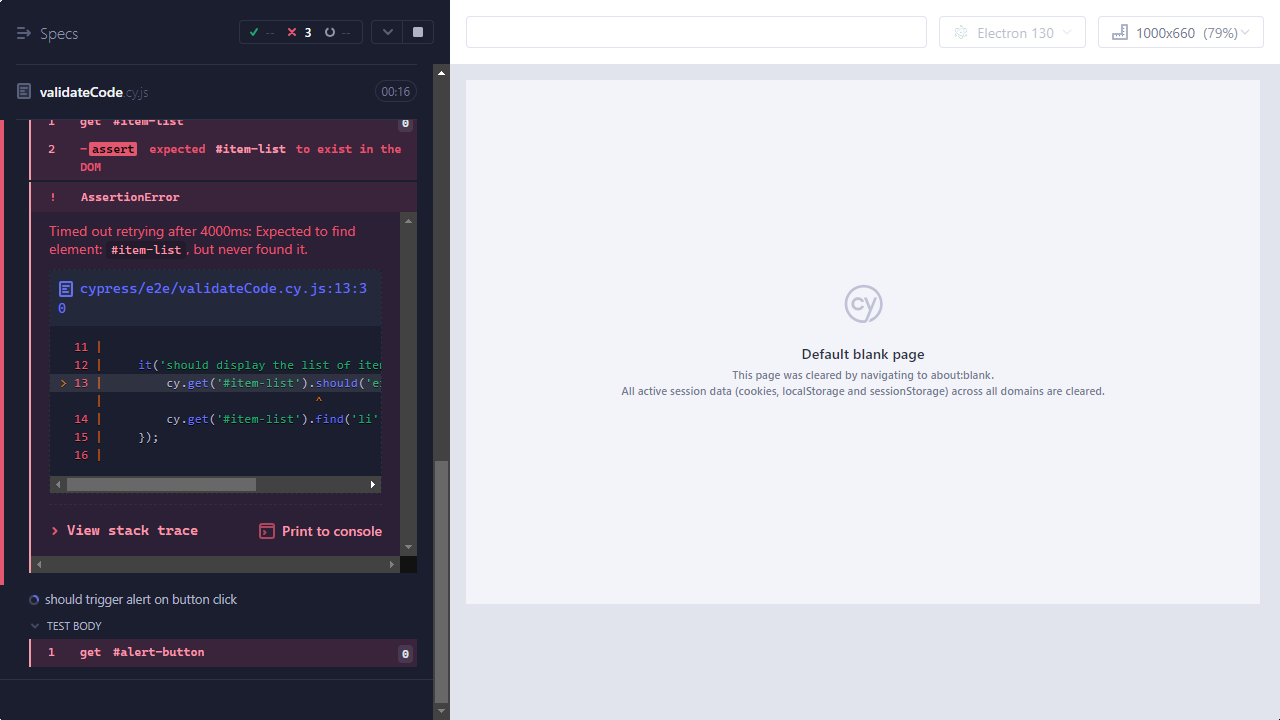 Specs
-- 3 --
Electron 130
1000x660 (79%)
validateCode.cy.js
00:16
1 get #item-list 0
2 -assert expected #item-list to exist in the
DOM
! AssertionError
Timed out retrying after 4000ms: Expected to find
element: #item-list, but never found it.
cypress/e2e/validateCode.cy.js:13:3
0
11 |
12 | it('should display the list of item
> 13 | cy.get('#item-list').should('e
| ^
14 | cy.get('#item-list').find('li'
15 | });
16 |
> View stack trace
Print to console
should trigger alert on button click
TEST BODY
1 get #alert-button 0
cy
Default blank page
This page was cleared by navigating to about:blank.
All active session data (cookies, localStorage and sessionStorage) across all domains are cleared.